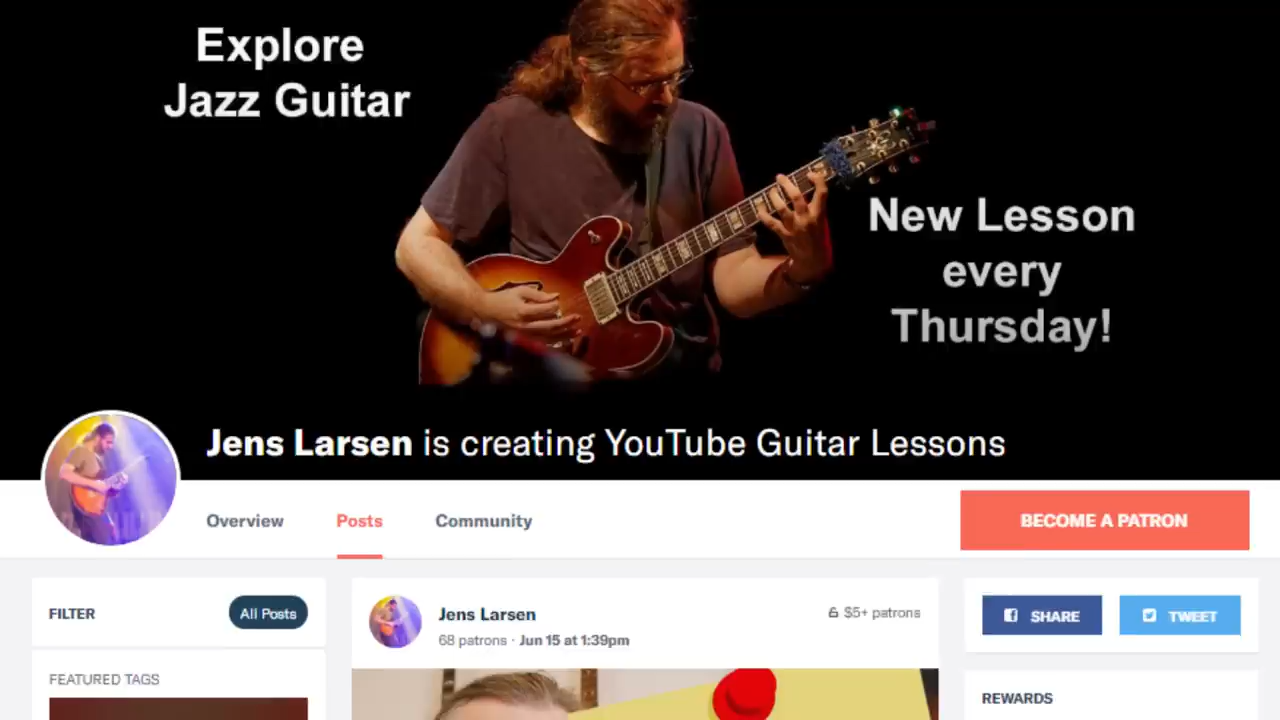 Explore
Jazz Guitar
New Lesson
every
Thursday!
Jens Larsen is creating YouTube Guitar Lessons
Overview
Posts
Community
BECOME A PATRON
FILTER
All Posts
Jens Larsen
$5+ patrons
68 patrons · Jun 15 at 1:39pm
SHARE
TWEET
FEATURED TAGS
REWARDS